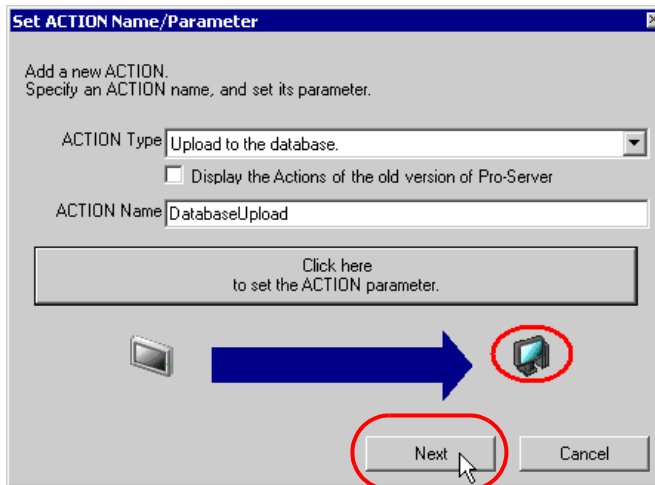 Set ACTION Name/Parameter
Add a new ACTION.
Specify an ACTION name, and set its parameter.
ACTION Type Upload to the database.
Display the Actions of the old version of Pro-Server
ACTION Name DatabaseUpload
Click here
to set the ACTION parameter.
Next Cancel